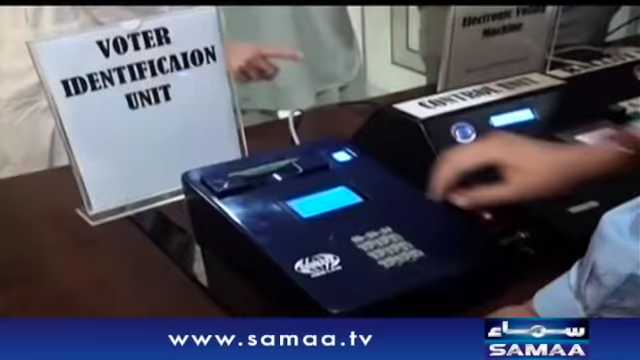 VOTER
IDENTIFICAION
UNIT
Electronic Voting
Machine
CONTROL UNIT
www.samaa.tv
سماء
SAMAA